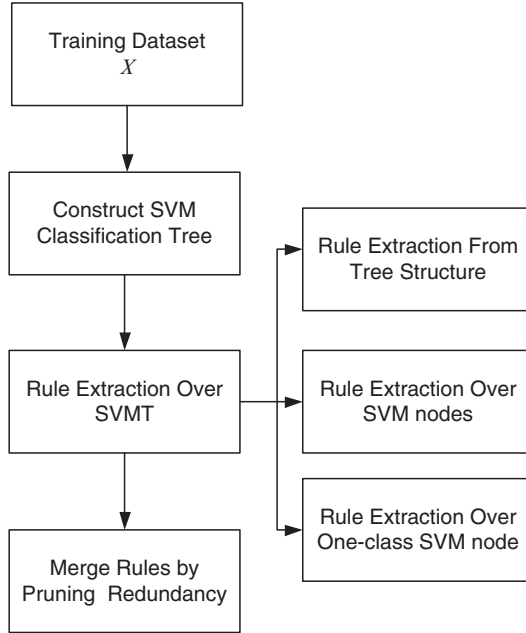 Training Dataset
X
Construct SVM
Classification Tree
Rule Extraction Over
SVMT
Merge Rules by
Pruning Redundancy
Rule Extraction From
Tree Structure
Rule Extraction Over
SVM nodes
Rule Extraction Over
One-class SVM node